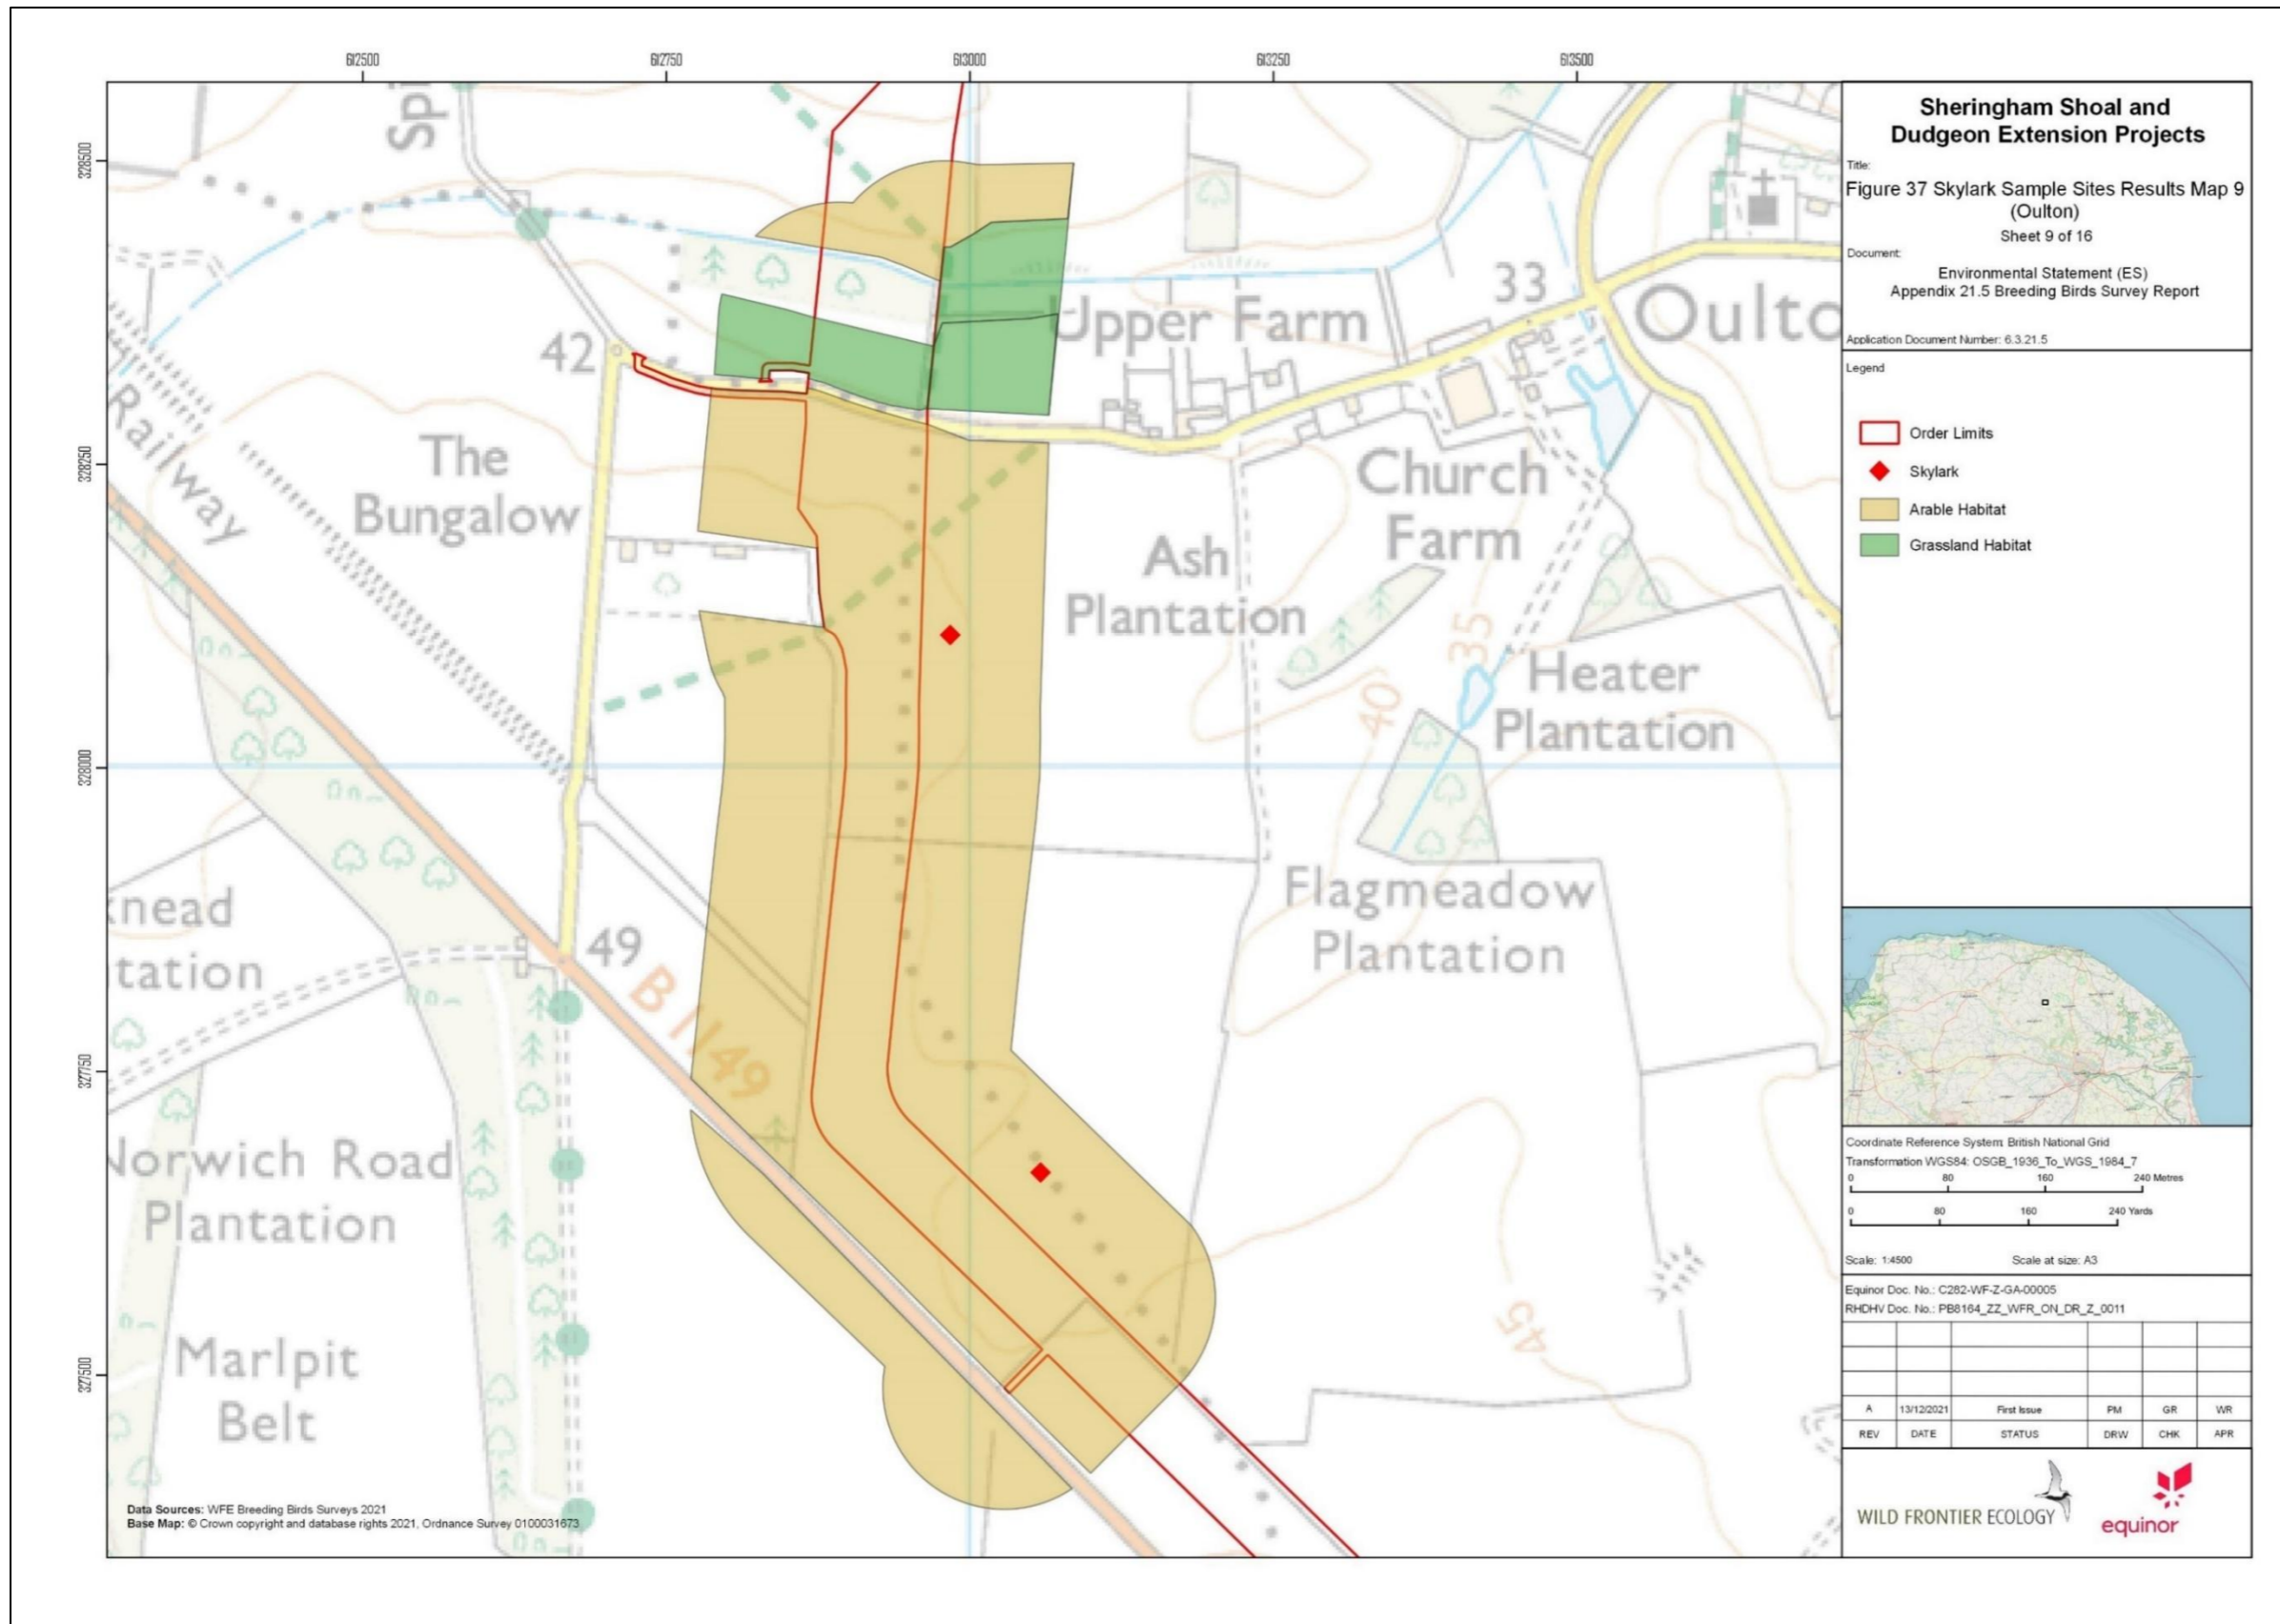 612500
612750
613000
613250
613500
328500
328250
328000
327750
327500
42
33
Upper Farm
Railway
The
Bungalow
Church
Farm
Ash
Plantation
35
40
Heater
Plantation
Flagmeadow
Plantation
49
B1149
Norwich Road
Plantation
Marlpit
Belt
45
Data Sources: WFE Breeding Birds Surveys 2021
Base Map: © Crown copyright and database rights 2021, Ordnance Survey 0100031673
Sheringham Shoal and
Dudgeon Extension Projects
Title:
Figure 37 Skylark Sample Sites Results Map 9
(Oulton)
Sheet 9 of 16
Document:
Environmental Statement (ES)
Appendix 21.5 Breeding Birds Survey Report
Application Document Number: 6.3.21.5
Legend
Order Limits
Skylark
Arable Habitat
Grassland Habitat
Coordinate Reference System: British National Grid
Transformation WGS84: OSGB_1936_To_WGS_1984_7
0 80 160 240 Metres
0 80 160 240 Yards
Scale: 1:4500 Scale at size: A3
Equinor Doc. No.: C282-WF-Z-GA-00005
RHDHV Doc. No.: PB8164_ZZ_WFR_ON_DR_Z_0011
A 13/12/2021 First Issue PM GR WR
REV DATE STATUS DRW CHK APR
WILD FRONTIER ECOLOGY
equinor